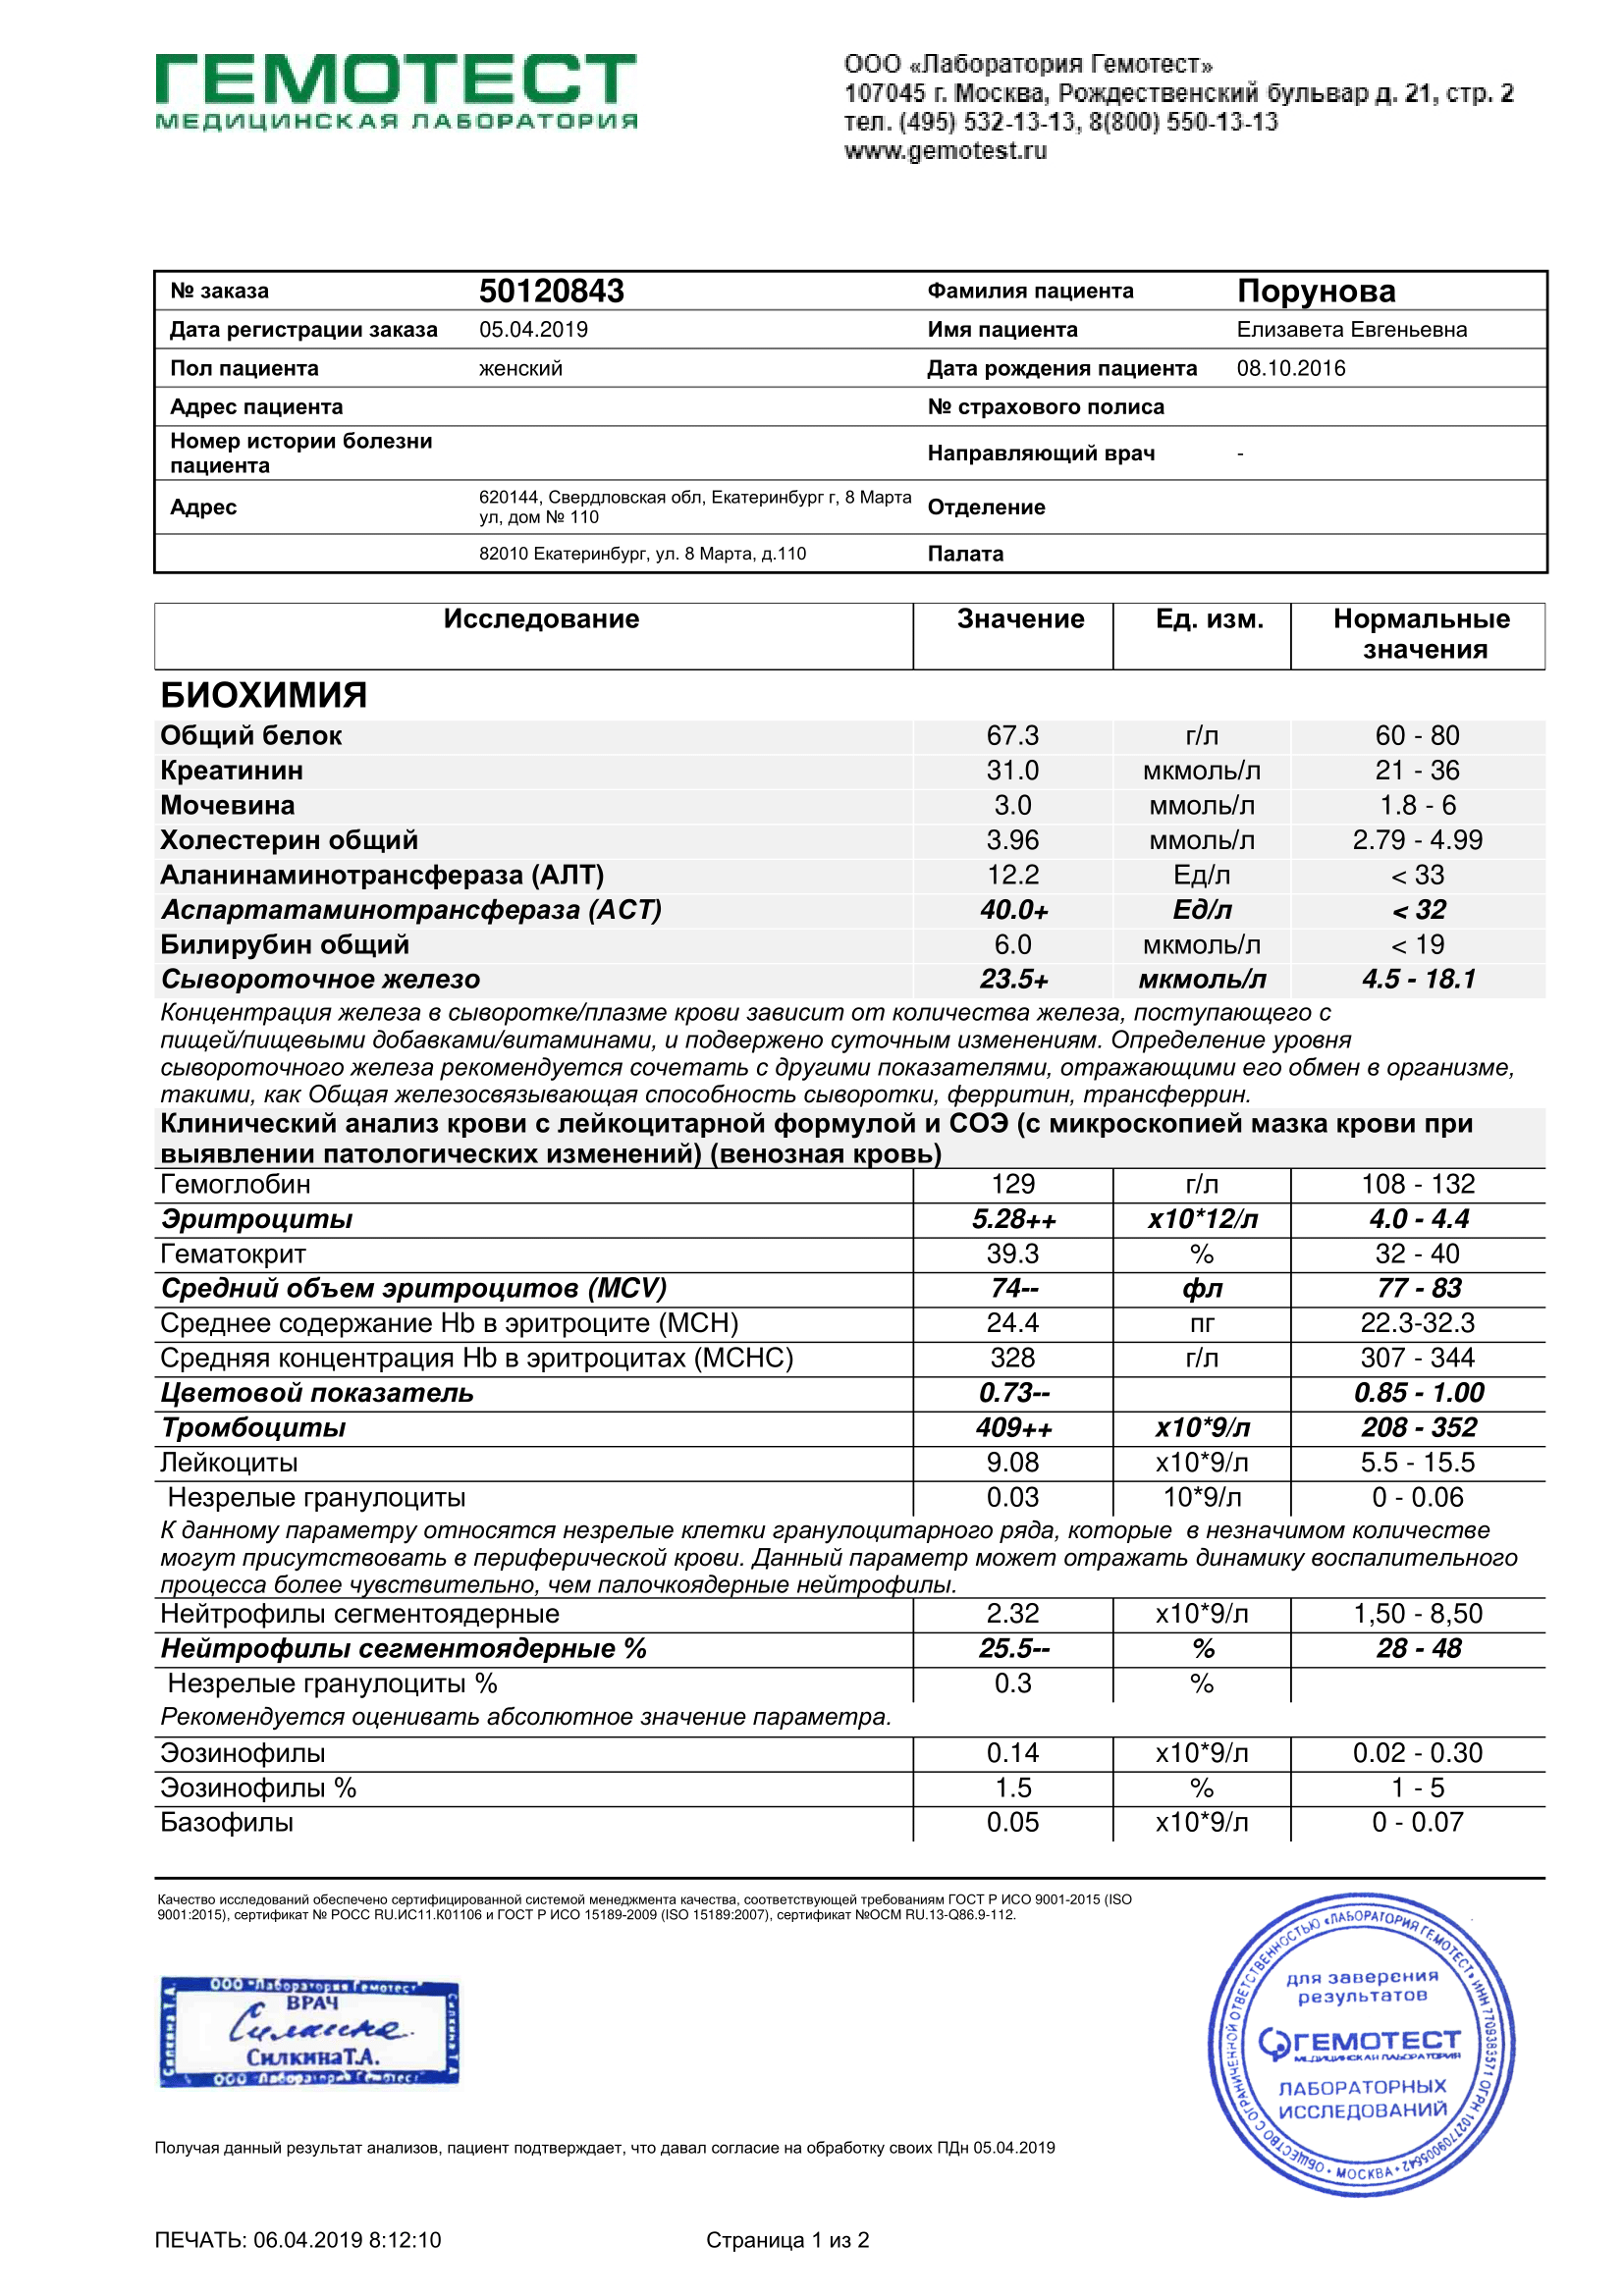 ГЕМОТЕСТ
МЕДИЦИНСКАЯ ЛАБОРАТОРИЯ
ООО «Лаборатория Гемотест»
107045 г. Москва, Рождественский бульвар д. 21, стр. 2
тел. (495) 532-13-13, 8(800) 550-13-13
www.gemotest.ru
№ заказа 50120843 Фамилия пациента Порунова
Дата регистрации заказа 05.04.2019 Имя пациента Елизавета Евгеньевна
Пол пациента женский Дата рождения пациента 08.10.2016
Адрес пациента № страхового полиса
Номер истории болезни
пациента Направляющий врач -
Адрес 620144, Свердловская обл, Екатеринбург г, 8 Марта
ул, дом № 110 Отделение
82010 Екатеринбург, ул. 8 Марта, д.110 Палата
Исследование Значение Ед. изм. Нормальные
значения
БИОХИМИЯ
Общий белок 67.3 г/л 60 - 80
Креатинин 31.0 мкмоль/л 21 - 36
Мочевина 3.0 ммоль/л 1.8 - 6
Холестерин общий 3.96 ммоль/л 2.79 - 4.99
Аланинаминотрансфераза (АЛТ) 12.2 Ед/л < 33
Аспартатаминотрансфераза (АСТ) 40.0+ Ед/л < 32
Билирубин общий 6.0 мкмоль/л < 19
Сывороточное железо 23.5+ мкмоль/л 4.5 - 18.1
Концентрация железа в сыворотке/плазме крови зависит от количества железа, поступающего с
пищей/пищевыми добавками/витаминами, и подвержено суточным изменениям. Определение уровня
сывороточного железа рекомендуется сочетать с другими показателями, отражающими его обмен в организме,
такими, как Общая железосвязывающая способность сыворотки, ферритин, трансферрин.
Клинический анализ крови с лейкоцитарной формулой и СОЭ (с микроскопией мазка крови при
выявлении патологических изменений) (венозная кровь)
Гемоглобин 129 г/л 108 - 132
Эритроциты 5.28++ x10*12/л 4.0 - 4.4
Гематокрит 39.3 % 32 - 40
Средний объем эритроцитов (MCV) 74-- фл 77 - 83
Среднее содержание Hb в эритроците (MCH) 24.4 пг 22.3-32.3
Средняя концентрация Hb в эритроцитах (MCHC) 328 г/л 307 - 344
Цветовой показатель 0.73-- 0.85 - 1.00
Тромбоциты 409++ x10*9/л 208 - 352
Лейкоциты 9.08 x10*9/л 5.5 - 15.5
Незрелые гранулоциты 0.03 10*9/л 0 - 0.06
К данному параметру относятся незрелые клетки гранулоцитарного ряда, которые в незначимом количестве
могут присутствовать в периферической крови. Данный параметр может отражать динамику воспалительного
процесса более чувствительно, чем палочкоядерные нейтрофилы.
Нейтрофилы сегментоядерные 2.32 x10*9/л 1,50 - 8,50
Нейтрофилы сегментоядерные % 25.5-- % 28 - 48
Незрелые гранулоциты % 0.3 %
Рекомендуется оценивать абсолютное значение параметра.
Эозинофилы 0.14 x10*9/л 0.02 - 0.30
Эозинофилы % 1.5 % 1 - 5
Базофилы 0.05 x10*9/л 0 - 0.07
Качество исследований обеспечено сертифицированной системой менеджмента качества, соответствующей требованиям ГОСТ Р ИСО 9001-2015 (ISO
9001:2015), сертификат № РОСС RU.ИС11.К01106 и ГОСТ Р ИСО 15189-2009 (ISO 15189:2007), сертификат №ОСМ RU.13-Q86.9-112.
ООО "Лаборатория Гемотест"
ВРАЧ
Силкина
Силкина Т.А.
ООО "Лаборатория Гемотест"
Силкина Т.А.
Силкина Т.А.
ОБЩЕСТВО С ОГРАНИЧЕННОЙ ОТВЕТСТВЕННОСТЬЮ «ЛАБОРАТОРИЯ ГЕМОТЕСТ» ИНН 7709383571 ОГРН 1027709005642 • МОСКВА •
для заверения
результатов
ГЕМОТЕСТ
МЕДИЦИНСКАЯ ЛАБОРАТОРИЯ
ЛАБОРАТОРНЫХ
ИССЛЕДОВАНИЙ
Получая данный результат анализов, пациент подтверждает, что давал согласие на обработку своих ПДн 05.04.2019
ПЕЧАТЬ: 06.04.2019 8:12:10 Страница 1 из 2